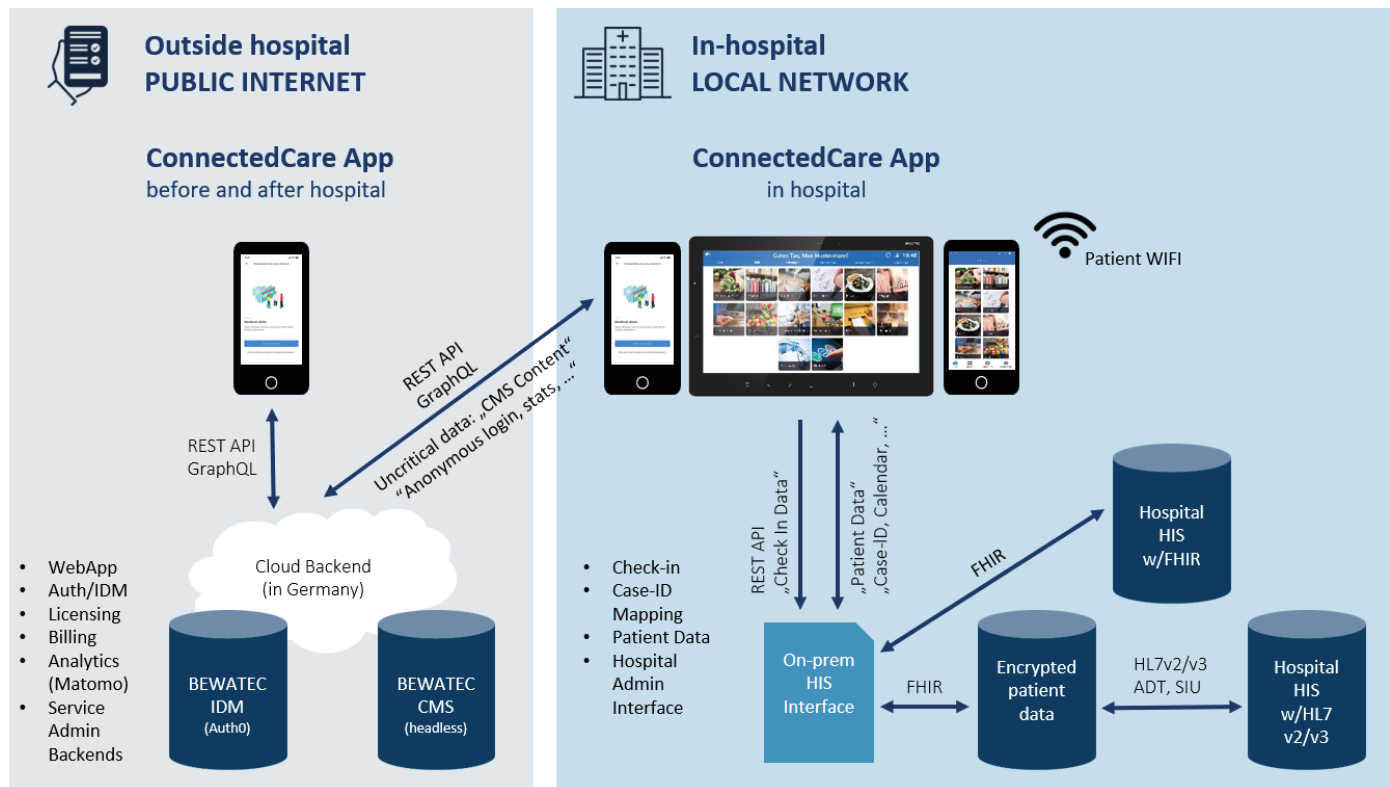 Outside hospital
PUBLIC INTERNET
ConnectedCare App
before and after hospital
REST API
GraphQL
REST API
GraphQL
Uncritical data: „CMS Content“
“Anonymous login, stats, …“
Cloud Backend
(in Germany)
• WebApp
• Auth/IDM
• Licensing
• Billing
• Analytics
(Matomo)
• Service
Admin
Backends
BEWATEC
IDM
(Auth0)
BEWATEC
CMS
(headless)
In-hospital
LOCAL NETWORK
ConnectedCare App
in hospital
Guten Tag, Max Mustermann!
Patient WIFI
REST API
„Check In Data“
„Patient Data“
„Case-ID, Calendar, …“
• Check-in
• Case-ID
Mapping
• Patient Data
• Hospital
Admin
Interface
On-prem
HIS
Interface
FHIR
Hospital
HIS
w/FHIR
FHIR
Encrypted
patient
data
HL7v2/v3
ADT, SIU
Hospital
HIS
w/HL7
v2/v3